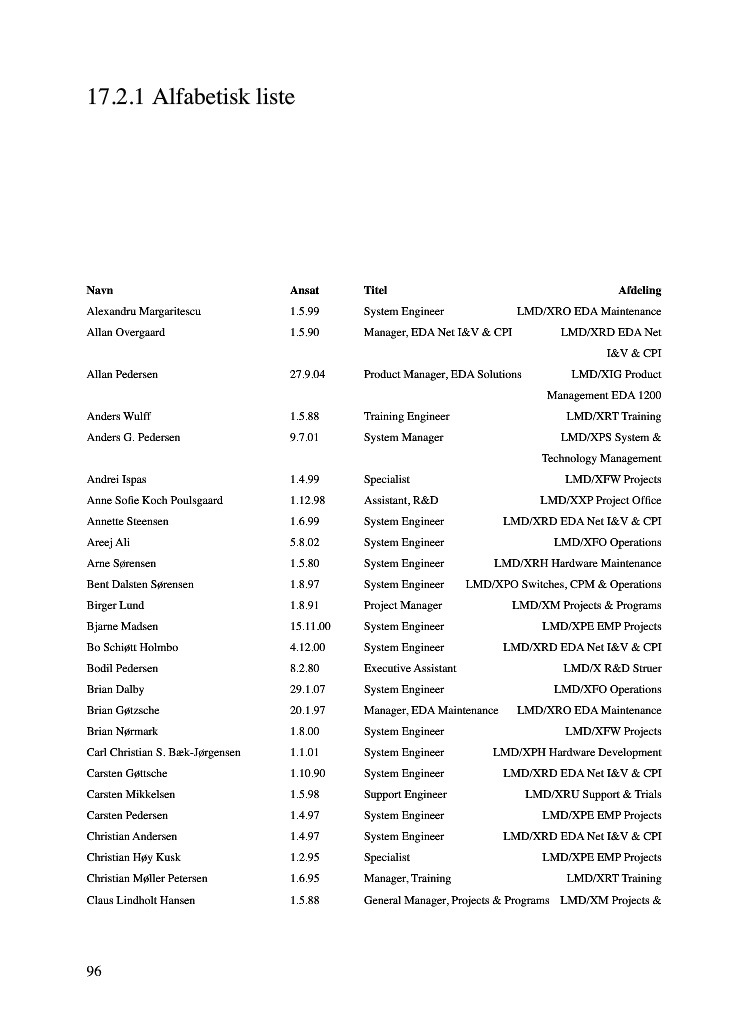 17.2.1 Alfabetisk liste
Navn Ansat Titel Afdeling
Alexandru Margaritescu 1.5.99 System Engineer LMD/XRO EDA Maintenance
Allan Overgaard 1.5.90 Manager, EDA Net I&V & CPI LMD/XRD EDA Net
I&V & CPI
Allan Pedersen 27.9.04 Product Manager, EDA Solutions LMD/XIG Product
Management EDA 1200
Anders Wulff 1.5.88 Training Engineer LMD/XRT Training
Anders G. Pedersen 9.7.01 System Manager LMD/XPS System &
Technology Management
Andrei Ispas 1.4.99 Specialist LMD/XFW Projects
Anne Sofie Koch Poulsgaard 1.12.98 Assistant, R&D LMD/XXP Project Office
Annette Steensen 1.6.99 System Engineer LMD/XRD EDA Net I&V & CPI
Areej Ali 5.8.02 System Engineer LMD/XFO Operations
Arne Sørensen 1.5.80 System Engineer LMD/XRH Hardware Maintenance
Bent Dalsten Sørensen 1.8.97 System Engineer LMD/XPO Switches, CPM & Operations
Birger Lund 1.8.91 Project Manager LMD/XM Projects & Programs
Bjarne Madsen 15.11.00 System Engineer LMD/XPE EMP Projects
Bo Schiøtt Holmbo 4.12.00 System Engineer LMD/XRD EDA Net I&V & CPI
Bodil Pedersen 8.2.80 Executive Assistant LMD/X R&D Struer
Brian Dalby 29.1.07 System Engineer LMD/XFO Operations
Brian Gøtzsche 20.1.97 Manager, EDA Maintenance LMD/XRO EDA Maintenance
Brian Nørmark 1.8.00 System Engineer LMD/XFW Projects
Carl Christian S. Bæk-Jørgensen 1.1.01 System Engineer LMD/XPH Hardware Development
Carsten Gøttsche 1.10.90 System Engineer LMD/XRD EDA Net I&V & CPI
Carsten Mikkelsen 1.5.98 Support Engineer LMD/XRU Support & Trials
Carsten Pedersen 1.4.97 System Engineer LMD/XPE EMP Projects
Christian Andersen 1.4.97 System Engineer LMD/XRD EDA Net I&V & CPI
Christian Høy Kusk 1.2.95 Specialist LMD/XPE EMP Projects
Christian Møller Petersen 1.6.95 Manager, Training LMD/XRT Training
Claus Lindholt Hansen 1.5.88 General Manager, Projects & Programs LMD/XM Projects &
96